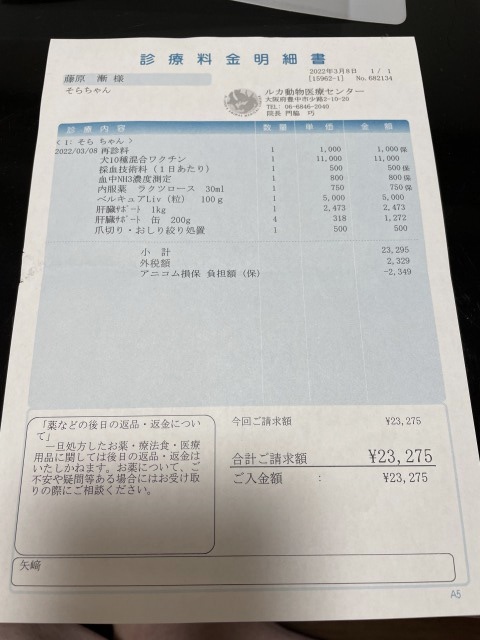 診療料金明細書
藤原 漸 様
そらちゃん
2022年3月8日 1/1
[15962-1] No.682134
ルカ動物医療センター
大阪府豊中市少路2-10-20
TEL: 06-6846-2040
院長 門脇 巧
診療内容 数量 単価 金額
< 1: そら ちゃん >
2022/03/08 再診料 1 1,000 1,000保
犬10種混合ワクチン 1 11,000 11,000
採血技術料(1日あたり) 1 500 500保
血中NH3濃度測定 1 800 800保
内服薬 ラクツロース 30ml 1 750 750保
ベルキュアLiv(粒) 100g 1 5,000 5,000
肝臓ｻﾎﾟｰﾄ 1kg 1 2,473 2,473
肝臓ｻﾎﾟｰﾄ 缶 200g 4 318 1,272
爪切り・おしり絞り処置 1 500 500
小 計 23,295
外税額 2,329
アニコム損保 負担額(保) -2,349
「薬などの後日の返品・返金につい
て」
一旦処方したお薬・療法食・医療
用品に関しては後日の返品・返金は
いたしかねます。お薬について、ご
不安や疑問等ある場合にはお受け取
りの際にご相談ください。
今回ご請求額 ¥23,275
合計ご請求額 ¥23,275
ご入金額 : ¥23,275
矢﨑
A5